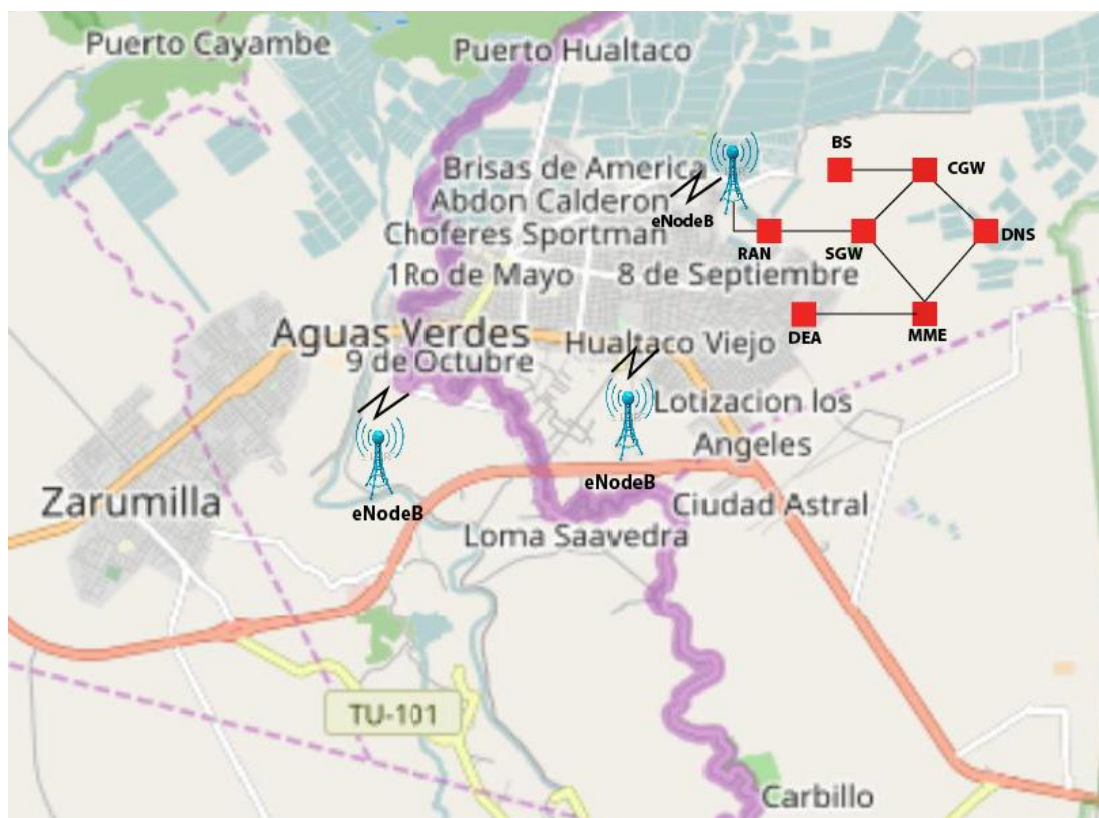 Puerto Cayambe
Puerto Hualtaco
BS
CGW
Brisas de America
Abdon Calderon
eNodeB
Choferes Sportman
RAN
SGW
DNS
1Ro de Mayo
8 de Septiembre
DEA
MME
Aguas Verdes
Hualtaco Viejo
9 de Octubre
Lotizacion los
Angeles
eNodeB
Zarumilla
eNodeB
Ciudad Astral
Loma Saavedra
TU-101
Carbillo